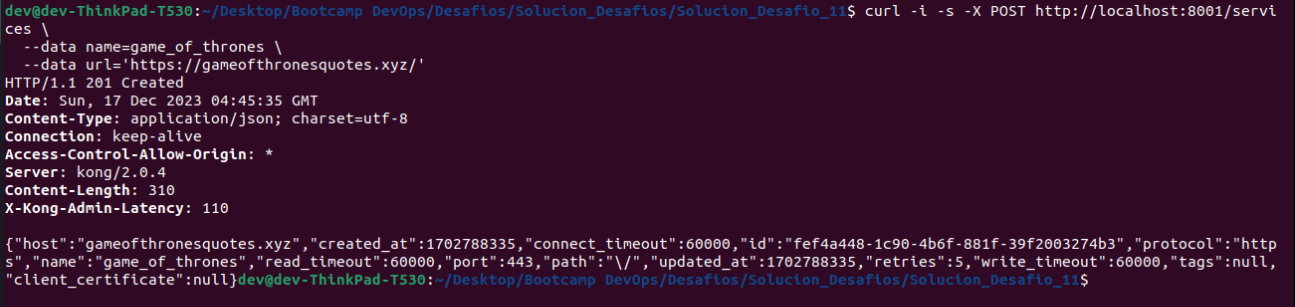 dev@dev-ThinkPad-T530:~/Desktop/Bootcamp DevOps/Desafios/Solucion_Desafios/Solucion_Desafio_11$ curl -i -s -X POST http://localhost:8001/servi
ces \
  --data name=game_of_thrones \
  --data url='https://gameofthronesquotes.xyz/'
HTTP/1.1 201 Created
Date: Sun, 17 Dec 2023 04:45:35 GMT
Content-Type: application/json; charset=utf-8
Connection: keep-alive
Access-Control-Allow-Origin: *
Server: kong/2.0.4
Content-Length: 310
X-Kong-Admin-Latency: 110

{"host":"gameofthronesquotes.xyz","created_at":1702788335,"connect_timeout":60000,"id":"fef4a448-1c90-4b6f-881f-39f2003274b3","protocol":"http
s","name":"game_of_thrones","read_timeout":60000,"port":443,"path":"\/","updated_at":1702788335,"retries":5,"write_timeout":60000,"tags":null,
"client_certificate":null}dev@dev-ThinkPad-T530:~/Desktop/Bootcamp DevOps/Desafios/Solucion_Desafios/Solucion_Desafio_11$